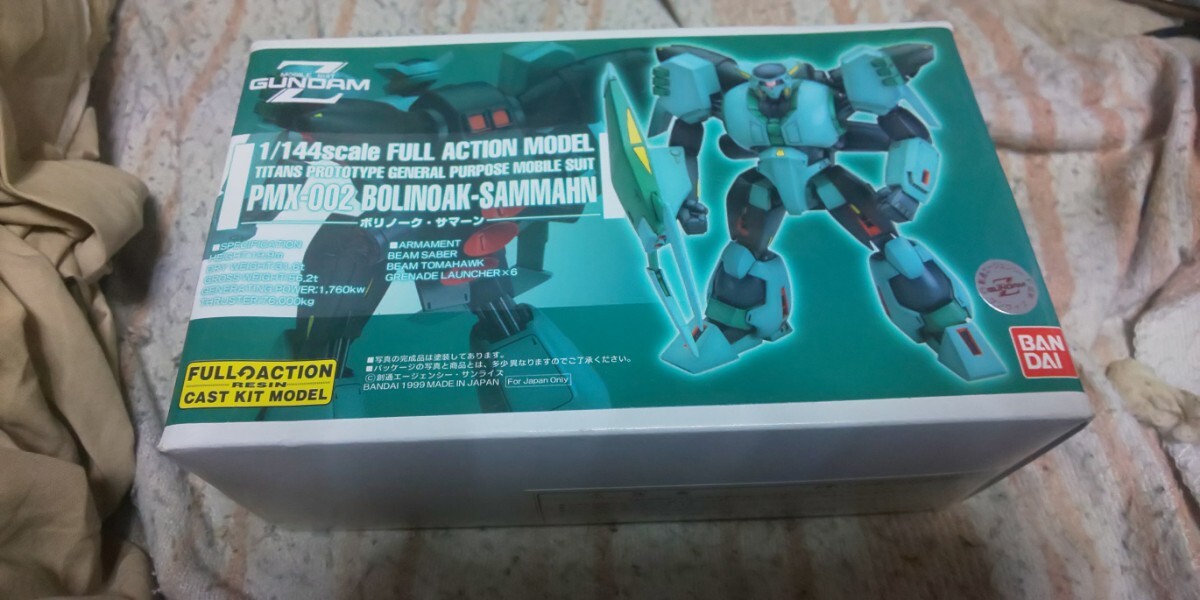 MOBILE SUIT
Z GUNDAM
1/144scale FULL ACTION MODEL
TITANS PROTOTYPE GENERAL PURPOSE MOBILE SUIT
PMX-002 BOLINOAK-SAMMAHN
ボリノーク・サマーン
■SPECIFICATION
■ARMAMENT
BEAM SABER
BEAM TOMAHAWK
GRENADE LAUNCHER×6
GENERATING POWER:1,760kw
FULL ACTION
RESIN
CAST KIT MODEL
■写真の完成品は塗装してあります。
■パッケージの写真と商品とは、多少異なりますのでご了承ください。
©創通エージェンシー・サンライズ
BANDAI 1999 MADE IN JAPAN
For Japan Only
GUNDAM
BAN
DAI